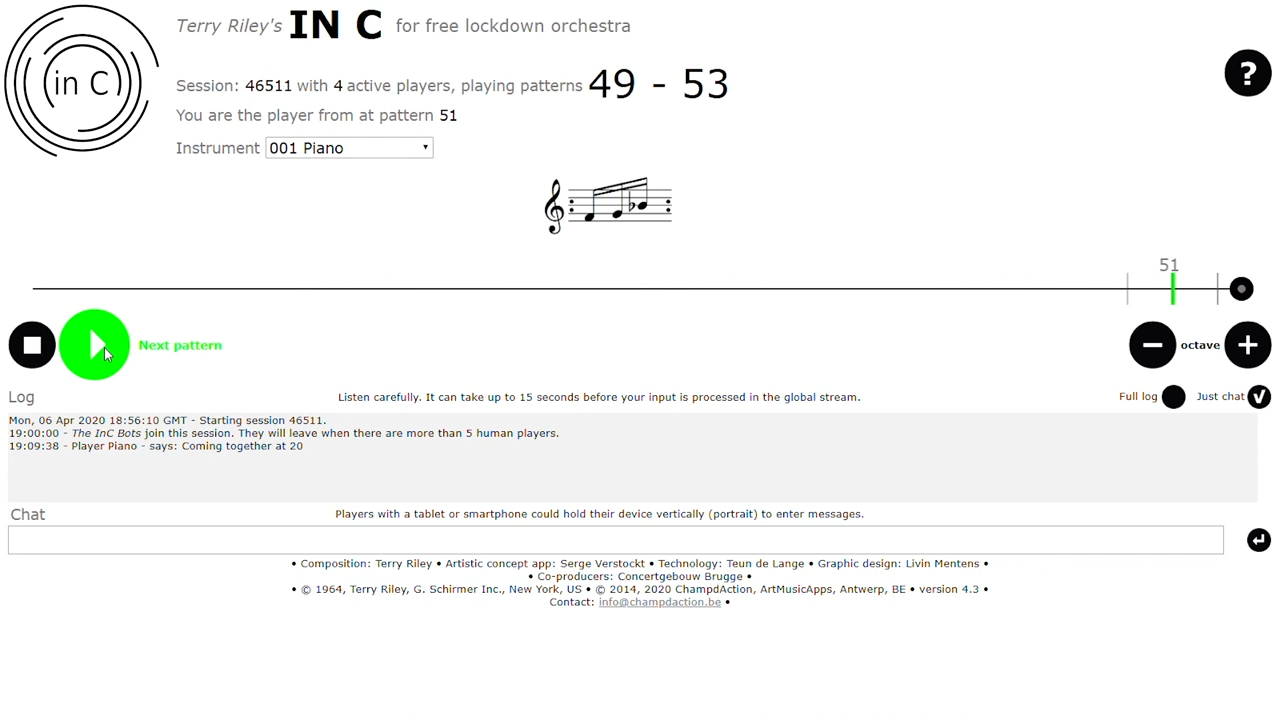 in C
Terry Riley's IN C for free lockdown orchestra
Session: 46511 with 4 active players, playing patterns 49 - 53
You are the player from at pattern 51
Instrument 001 Piano
?
51
Next pattern
octave
Log Listen carefully. It can take up to 15 seconds before your input is processed in the global stream. Full log Just chat
Mon, 06 Apr 2020 18:56:10 GMT - Starting session 46511.
19:00:00 - The InC Bots join this session. They will leave when there are more than 5 human players.
19:09:38 - Player Piano - says: Coming together at 20
Chat Players with a tablet or smartphone could hold their device vertically (portrait) to enter messages.
• Composition: Terry Riley • Artistic concept app: Serge Verstockt • Technology: Teun de Lange • Graphic design: Livin Mentens •
• Co-producers: Concertgebouw Brugge •
• © 1964, Terry Riley, G. Schirmer Inc., New York, US • © 2014, 2020 ChampdAction, ArtMusicApps, Antwerp, BE • version 4.3 •
Contact: info@champdaction.be •